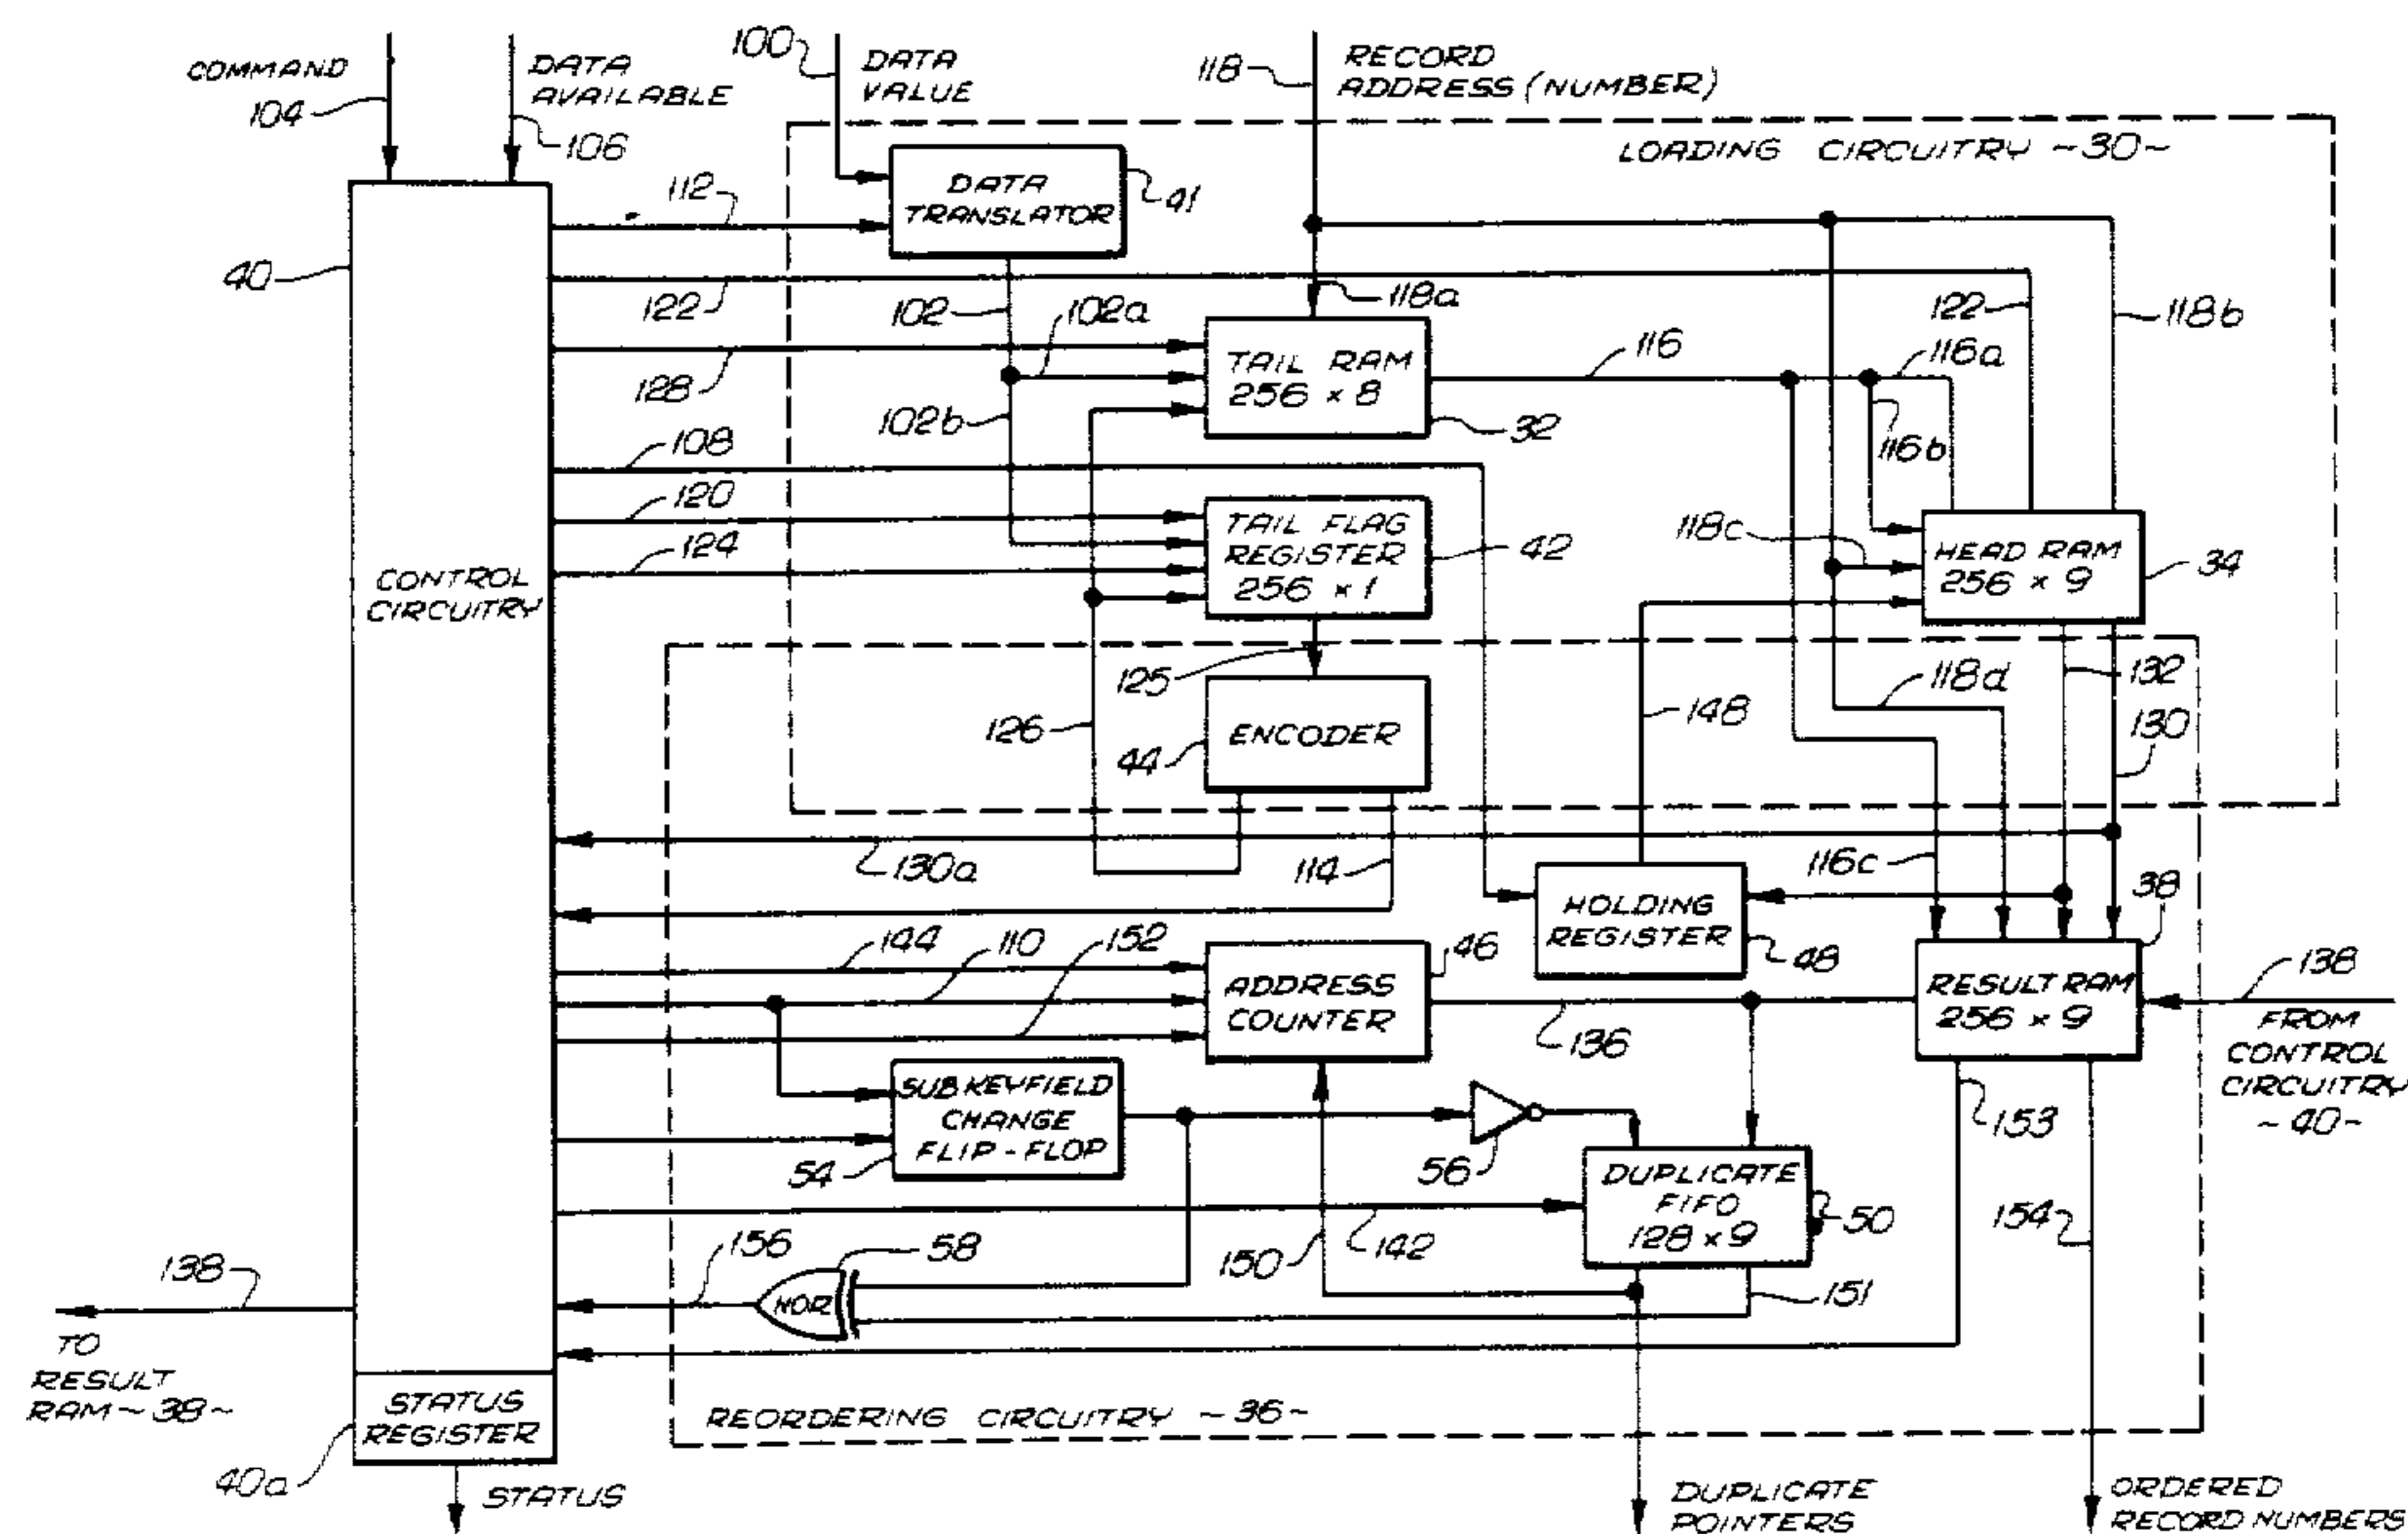 COMMAND
104
DATA
AVAILABLE
106
100
DATA
VALUE
118
RECORD
ADDRESS (NUMBER)
LOADING CIRCUITRY ~30~
112
DATA
TRANSLATOR
41
40
122
102
102a
118a
122
118b
128
TAIL RAM
256 x 8
32
116
116a
116b
102b
108
120
124
TAIL FLAG
REGISTER
256 x 1
42
118c
HEAD RAM
256 x 9
34
CONTROL
CIRCUITRY
125
118d
132
126
ENCODER
44
148
130
130a
114
116c
38
HOLDING
REGISTER
48
144
110
152
46
ADDRESS
COUNTER
136
RESULT RAM
256 x 9
138
FROM
CONTROL
CIRCUITRY
~40~
SUB KEYFIELD
CHANGE
FLIP-FLOP
54
56
153
DUPLICATE
FIFO
128 x 9
50
154
142
150
156
58
NOR
151
138
TO
RESULT
RAM ~38~
STATUS
REGISTER
40a
REORDERING CIRCUITRY ~36~
STATUS
DUPLICATE
POINTERS
ORDERED
RECORD NUMBERS